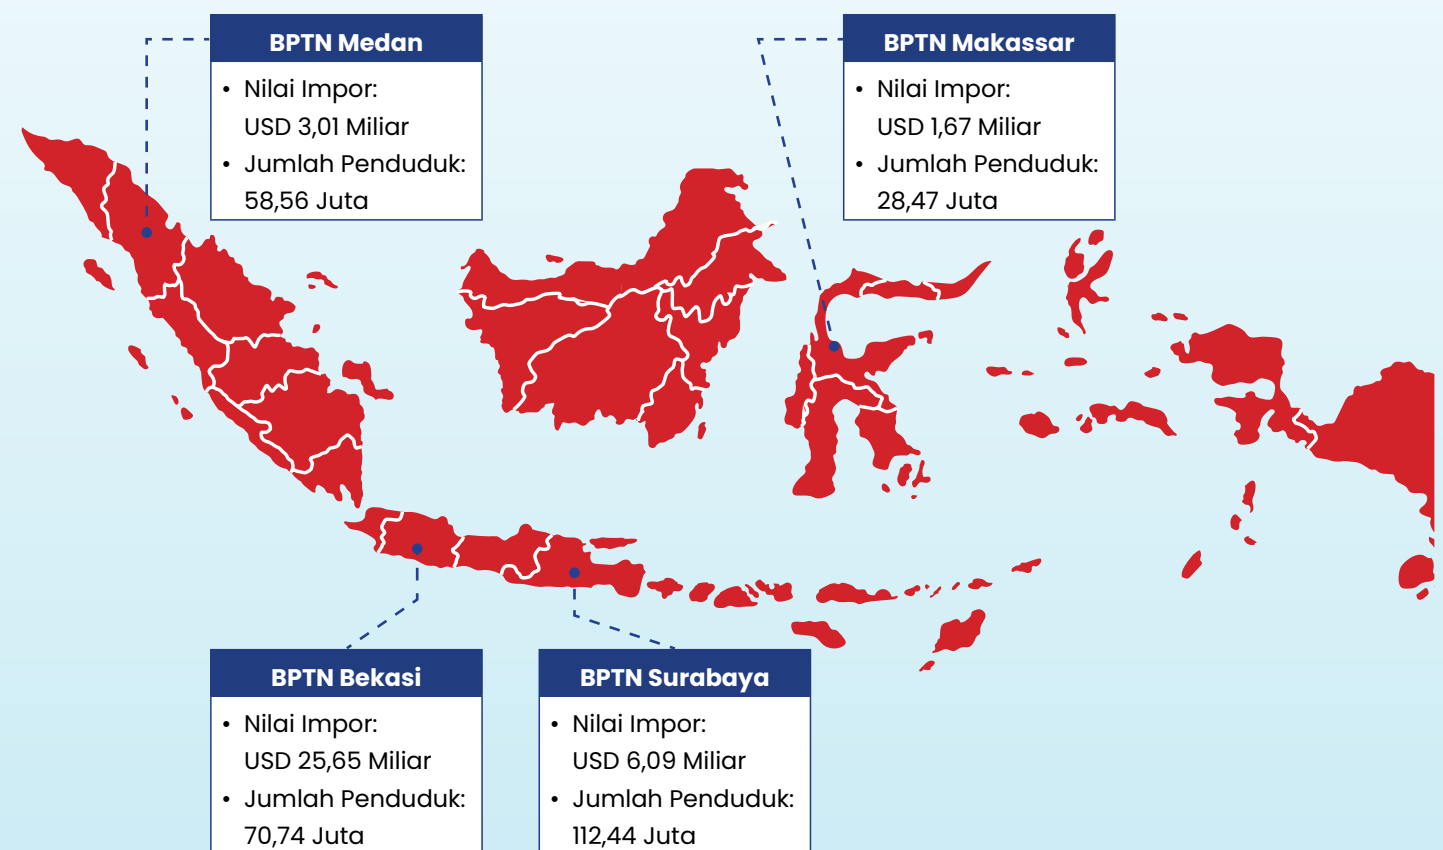 BPTN Medan
• Nilai Impor:
USD 3,01 Miliar
• Jumlah Penduduk:
58,56 Juta
BPTN Makassar
• Nilai Impor:
USD 1,67 Miliar
• Jumlah Penduduk:
28,47 Juta
BPTN Bekasi
• Nilai Impor:
USD 25,65 Miliar
• Jumlah Penduduk:
70,74 Juta
BPTN Surabaya
• Nilai Impor:
USD 6,09 Miliar
• Jumlah Penduduk:
112,44 Juta